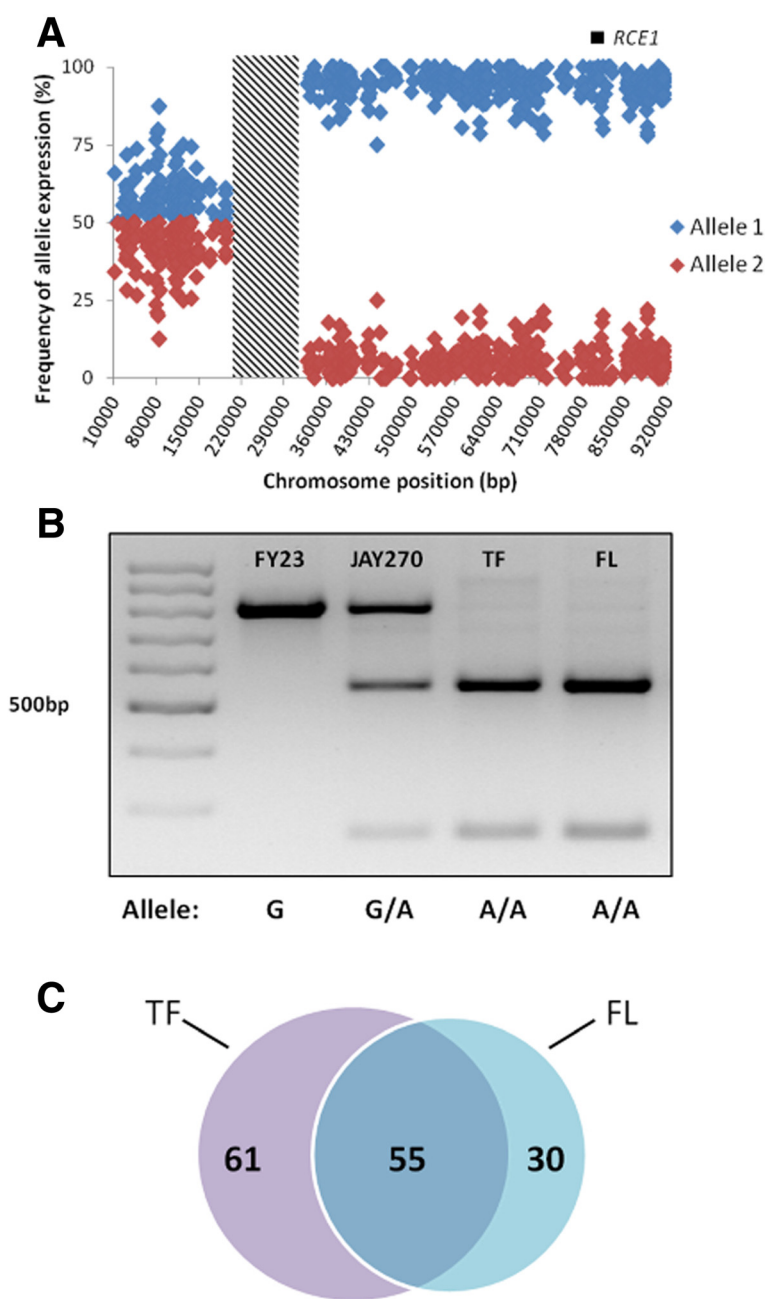 A
■ RCE1
Frequency of allelic expression (%)
100
75
50
25
0
10000
80000
150000
220000
290000
360000
430000
500000
570000
640000
710000
780000
850000
920000
Chromosome position (bp)
Allele 1
Allele 2
B
FY23 JAY270 TF FL
500bp
Allele: G G/A A/A A/A
C
TF FL
61 55 30